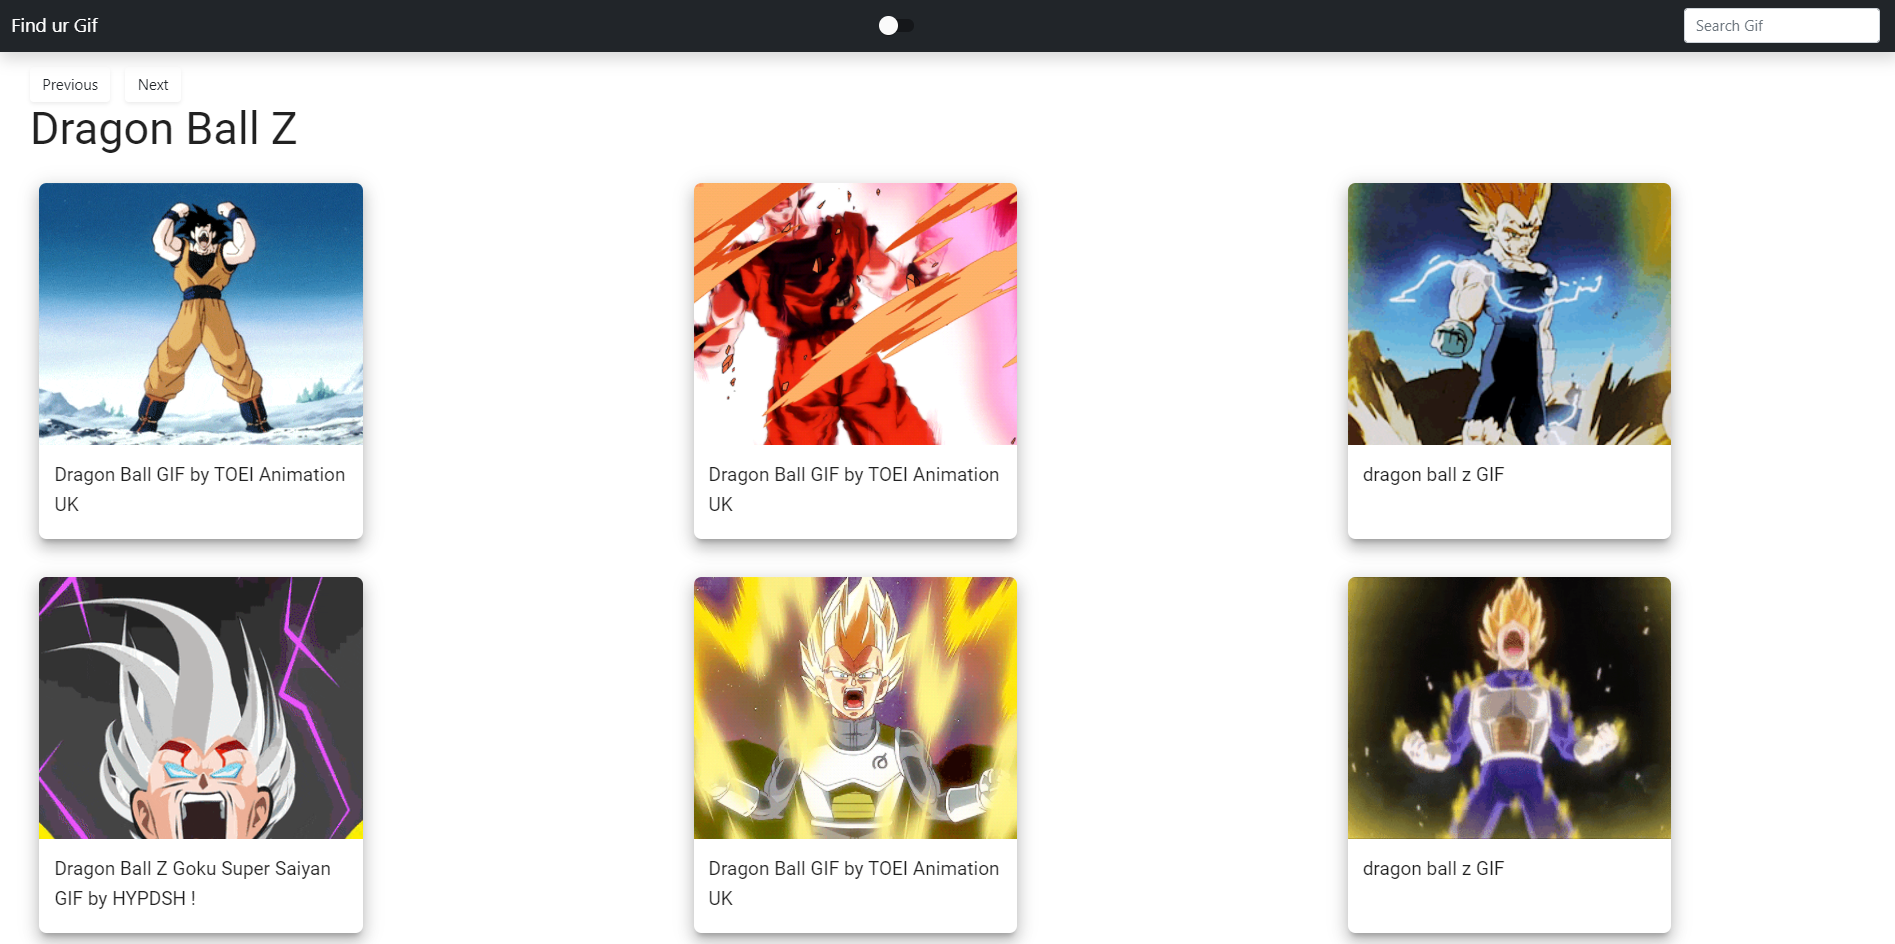 Find ur Gif
Search Gif
Previous
Next
Dragon Ball Z
Dragon Ball GIF by TOEI Animation
UK
Dragon Ball GIF by TOEI Animation
UK
dragon ball z GIF
Dragon Ball Z Goku Super Saiyan
GIF by HYPDSH !
Dragon Ball GIF by TOEI Animation
UK
dragon ball z GIF